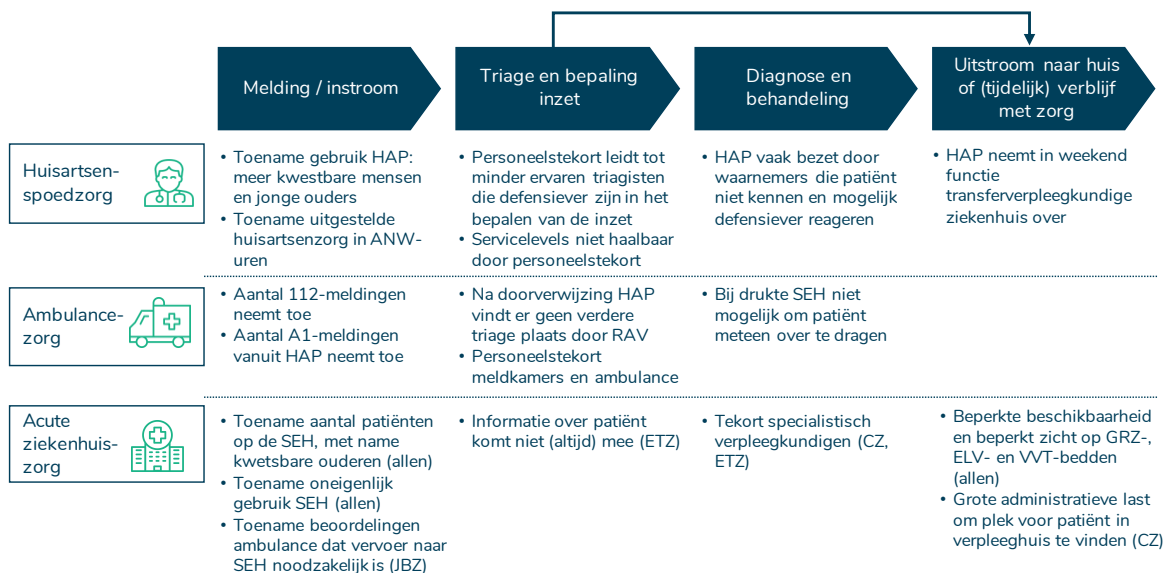 Melding / instroom
Triage en bepaling
inzet
Diagnose en
behandeling
Uitstroom naar huis
of (tijdelijk) verblijf
met zorg
Huisartsen-
spoedzorg
• Toename gebruik HAP:
meer kwestbare mensen
en jonge ouders
• Toename uitgestelde
huisartsenzorg in ANW-
uren
• Personeelstekort leidt tot
minder ervaren triagisten
die defensiever zijn in het
bepalen van de inzet
• Servicelevels niet haalbaar
door personeelstekort
• HAP vaak bezet door
waarnemers die patiënt
niet kennen en mogelijk
defensiever reageren
• HAP neemt in weekend
functie
transferverpleegkundige
ziekenhuis over
Ambulance-
zorg
• Aantal 112-meldingen
neemt toe
• Aantal A1-meldingen
vanuit HAP neemt toe
• Na doorverwijzing HAP
vindt er geen verdere
triage plaats door RAV
• Personeelstekort
meldkamers en ambulance
• Bij drukte SEH niet
mogelijk om patiënt
meteen over te dragen
Acute
ziekenhuis-
zorg
• Toename aantal patiënten
op de SEH, met name
kwetsbare ouderen (allen)
• Toename oneigenlijk
gebruik SEH (allen)
• Toename beoordelingen
ambulance dat vervoer naar
SEH noodzakelijk is (JBZ)
• Informatie over patiënt
komt niet (altijd) mee (ETZ)
• Tekort specialistisch
verpleegkundigen (CZ,
ETZ)
• Beperkte beschikbaarheid
en beperkt zicht op GRZ-,
ELV- en VVT-bedden
(allen)
• Grote administratieve last
om plek voor patiënt in
verpleeghuis te vinden (CZ)